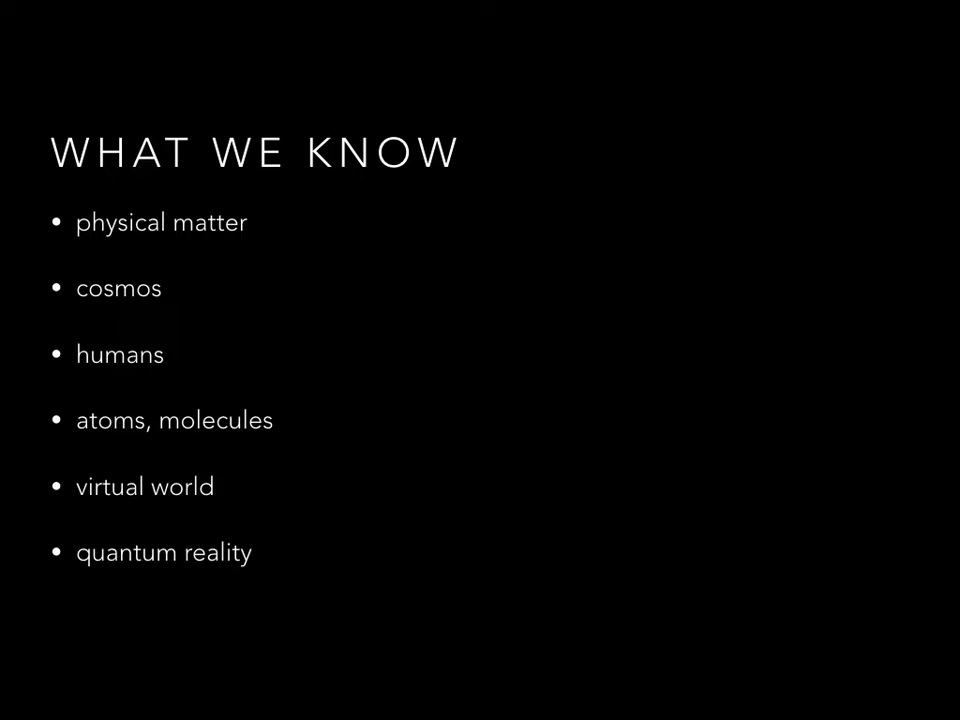 WHAT WE KNOW
• physical matter
• cosmos
• humans
• atoms, molecules
• virtual world
• quantum reality